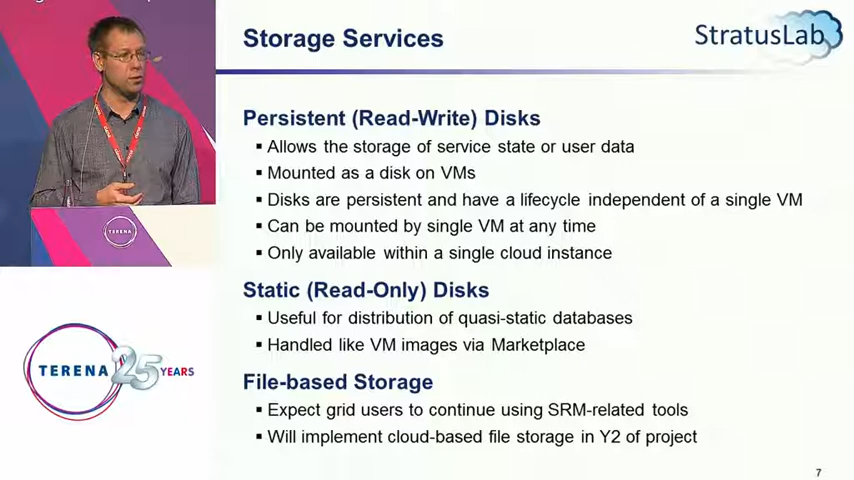 Storage Services
StratusLab
Persistent (Read-Write) Disks
▪ Allows the storage of service state or user data
▪ Mounted as a disk on VMs
▪ Disks are persistent and have a lifecycle independent of a single VM
▪ Can be mounted by single VM at any time
▪ Only available within a single cloud instance
Static (Read-Only) Disks
▪ Useful for distribution of quasi-static databases
▪ Handled like VM images via Marketplace
File-based Storage
▪ Expect grid users to continue using SRM-related tools
▪ Will implement cloud-based file storage in Y2 of project
7
TERENA
TERENA 25 YEARS